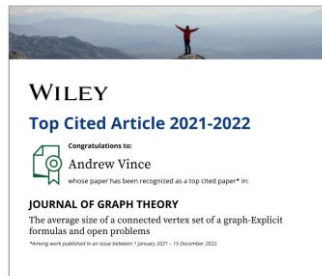 WILEY
Top Cited Article 2021-2022
Congratulations to:
Andrew Vince
whose paper has been recognized as a top cited paper* in:
JOURNAL OF GRAPH THEORY
The average size of a connected vertex set of a graph-Explicit
formulas and open problems
*Among work published in an issue between 1 January 2021 – 15 December 2022.